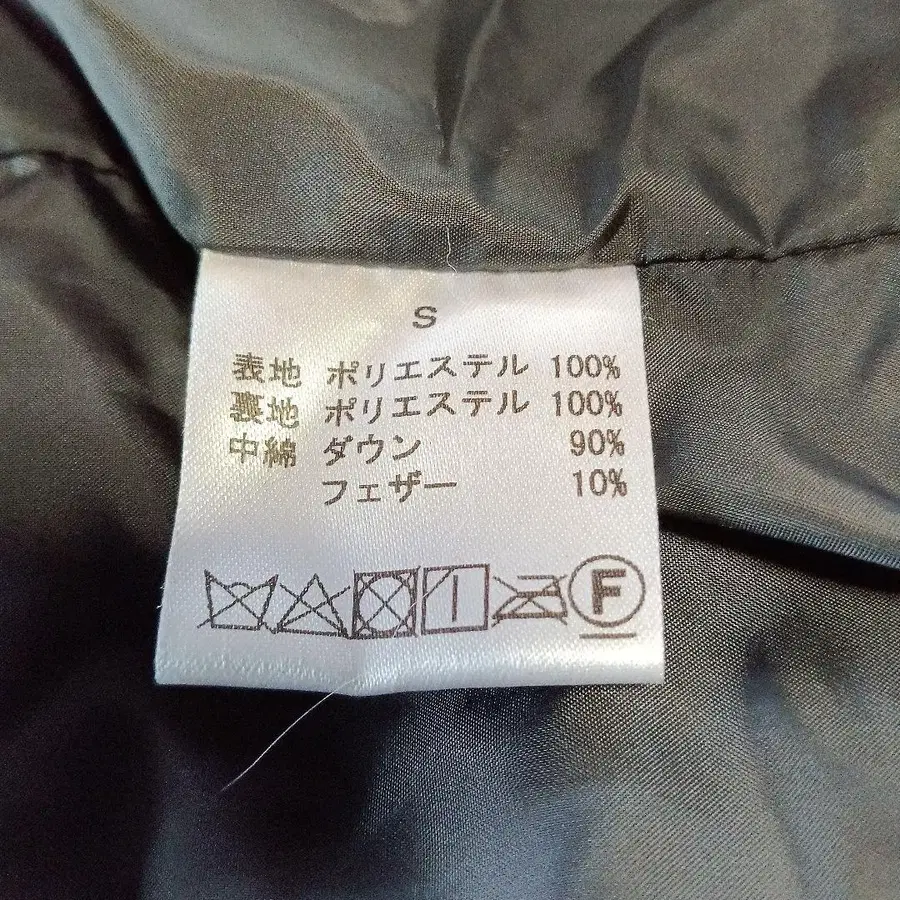 S
表地 ポリエステル 100%
裏地 ポリエステル 100%
中綿 ダウン 90%
フェザー 10%
F